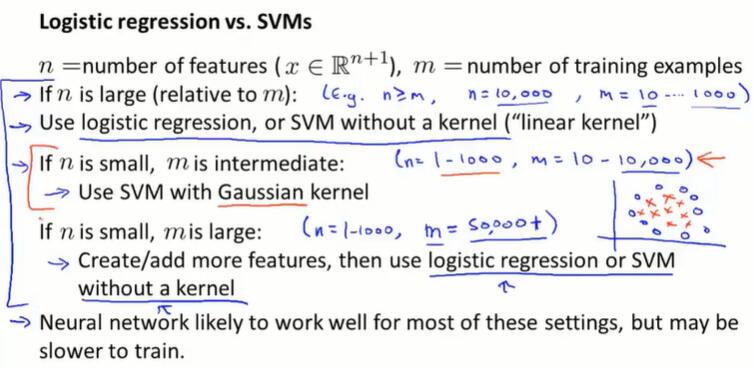 Logistic regression vs. SVMs
n =number of features (x ∈ ℝⁿ⁺¹), m =number of training examples
→ If n is large (relative to m): (E.g. n ≥ m, n = 10,000, m = 10 .... 1000)
→ Use logistic regression, or SVM without a kernel (“linear kernel”)
→ If n is small, m is intermediate: (n = 1 - 1000, m = 10 - 10,000) ←
→ Use SVM with Gaussian kernel
If n is small, m is large: (n = 1 - 1000, m = 50,000+)
→ Create/add more features, then use logistic regression or SVM
without a kernel
→ Neural network likely to work well for most of these settings, but may be
slower to train.